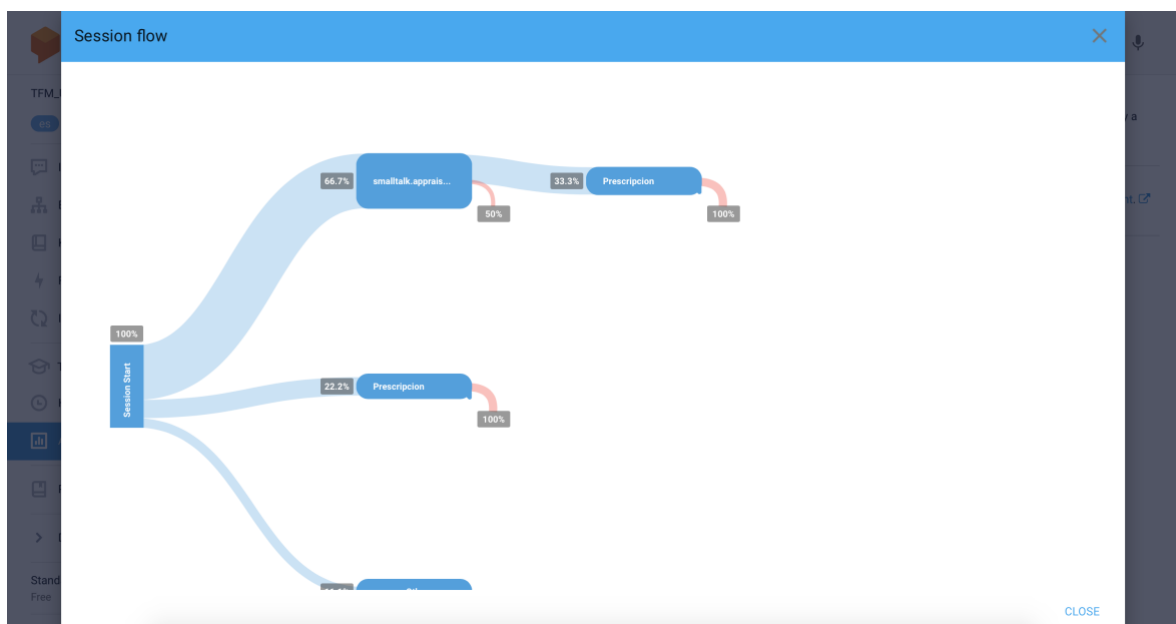 Session flow
TFM_
es
66.7%
smalltalk.apprais...
50%
33.3%
Prescripcion
100%
100%
Session Start
22.2%
Prescripcion
100%
Stand
Free
CLOSE